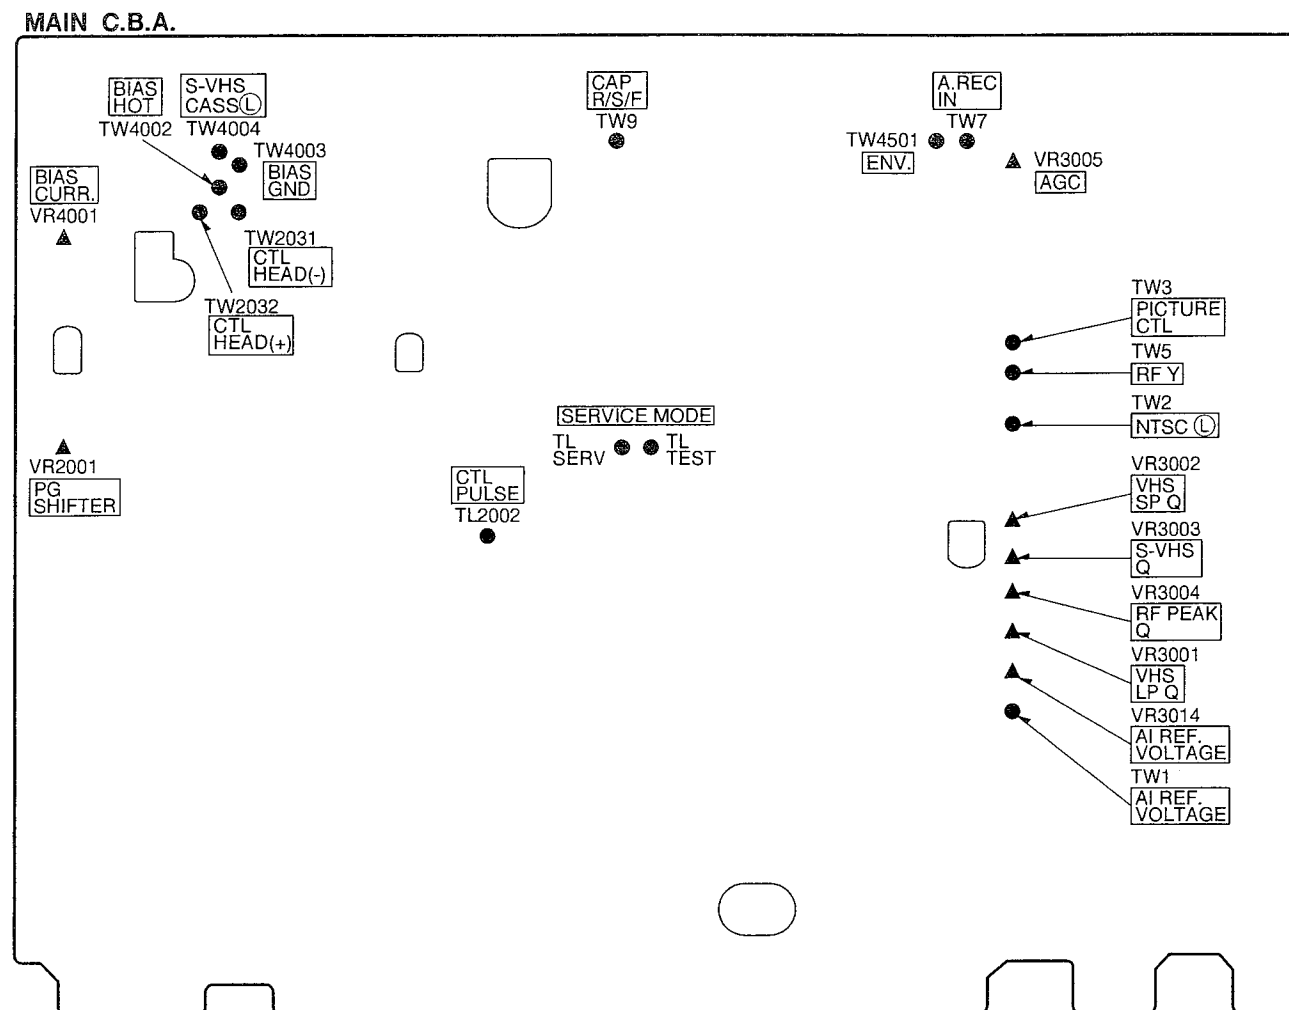 MAIN C.B.A.
BIAS
HOT
TW4002
S-VHS
CASS Ⓛ
TW4004
TW4003
BIAS
GND
BIAS
CURR.
VR4001
TW2031
CTL
HEAD(-)
TW2032
CTL
HEAD(+)
CAP
R/S/F
TW9
A.REC
IN
TW7
TW4501
ENV.
VR3005
AGC
TW3
PICTURE
CTL
TW5
RF Y
TW2
NTSC Ⓛ
SERVICE MODE
TL
SERV
TL
TEST
VR2001
PG
SHIFTER
CTL
PULSE
TL2002
VR3002
VHS
SP Q
VR3003
S-VHS
Q
VR3004
RF PEAK
Q
VR3001
VHS
LP Q
VR3014
AI REF.
VOLTAGE
TW1
AI REF.
VOLTAGE